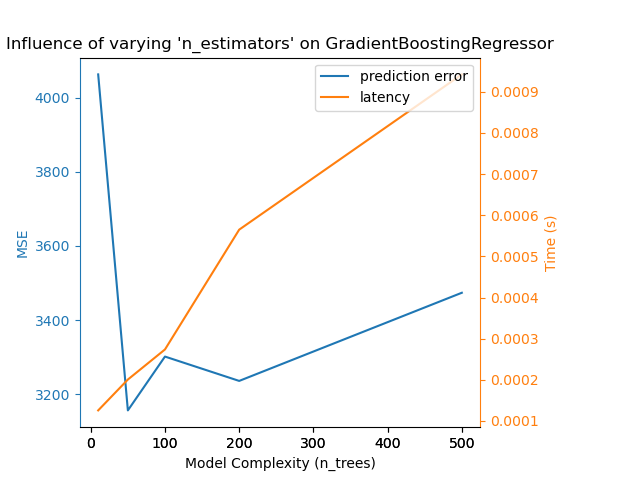 Influence of varying 'n_estimators' on GradientBoostingRegressor
prediction error
latency
MSE
4000
3800
3600
3400
3200
0.0009
0.0008
0.0007
0.0006
0.0005
0.0004
0.0003
0.0002
0.0001
Time (s)
0 100 200 300 400 500
Model Complexity (n_trees)